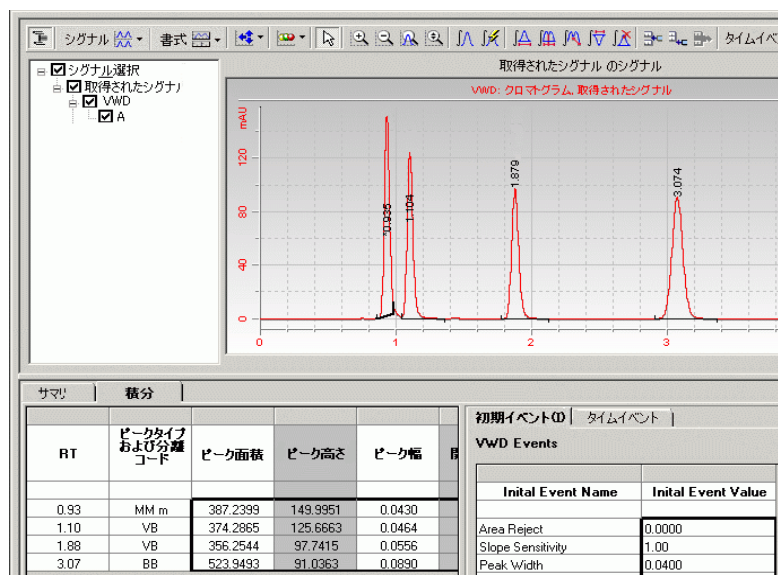 シグナル 書式 タイムイベ
シグナル選択
取得されたシグナル
VWD
A
取得されたシグナル のシグナル
VWD: クロマトグラム, 取得されたシグナル
mAU
120
80
40
0
*0.935
1.104
1.879
3.074
0 1 2 3
サマリ 積分
RT ピークタイプおよび分離コード ピーク面積 ピーク高さ ピーク幅
0.93 MM m 387.2399 149.9951 0.0430
1.10 VB 374.2865 125.6663 0.0464
1.88 VB 356.2544 97.7415 0.0556
3.07 BB 523.9493 91.0363 0.0890
初期イベント(I) タイムイベント
VWD Events
Inital Event Name Inital Event Value
Area Reject 0.0000
Slope Sensitivity 1.00
Peak Width 0.0400